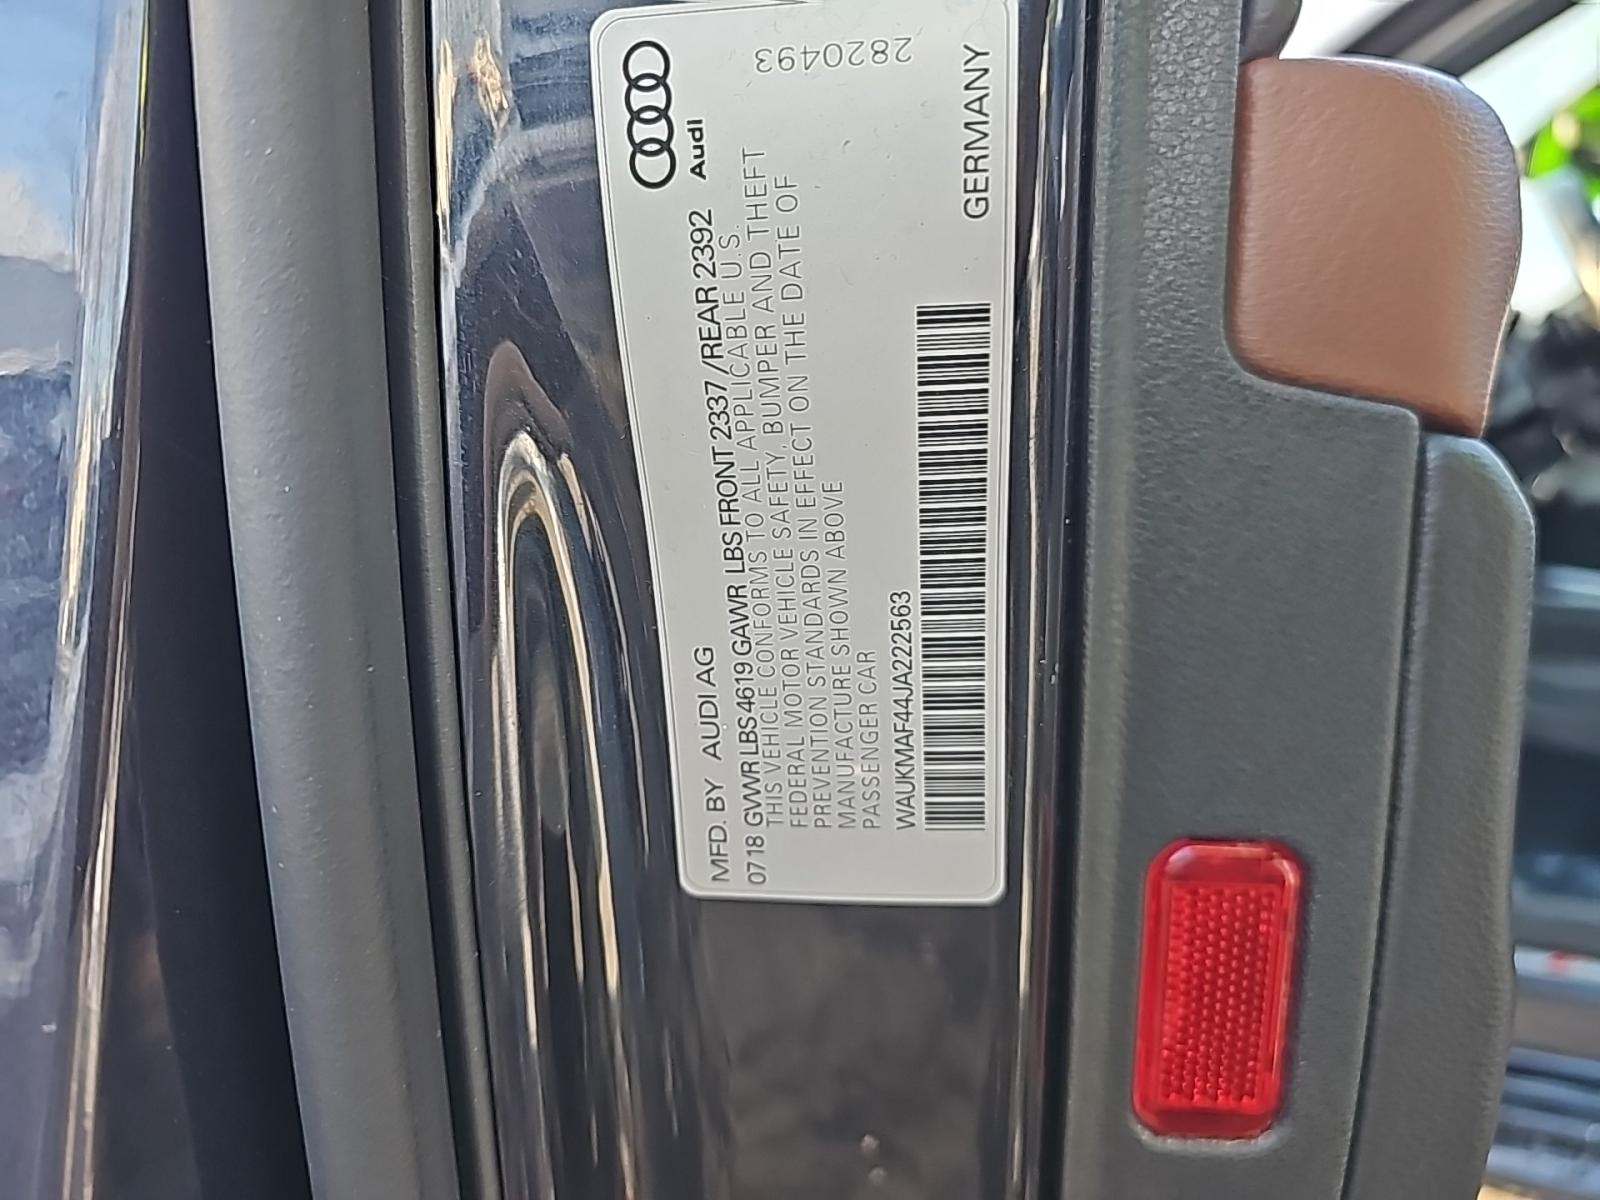 MFD. BY AUDI AG
Audi
0718 GVWR LBS 4619 GAWR LBS FRONT 2337 /REAR 2392
THIS VEHICLE CONFORMS TO ALL APPLICABLE U.S.
FEDERAL MOTOR VEHICLE SAFETY, BUMPER AND THEFT
PREVENTION STANDARDS IN EFFECT ON THE DATE OF
MANUFACTURE SHOWN ABOVE
PASSENGER CAR
2820493
WAUKMAF44JA222563
GERMANY